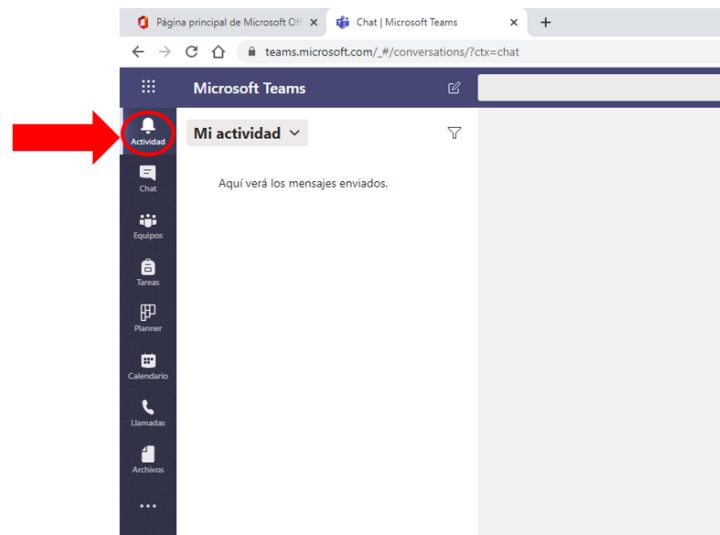 Página principal de Microsoft Off
Chat | Microsoft Teams
teams.microsoft.com/_#/conversations/?ctx=chat
Microsoft Teams
Actividad
Mi actividad
Chat
Aquí verá los mensajes enviados.
Equipos
Tareas
Planner
Calendario
Llamadas
Archivos